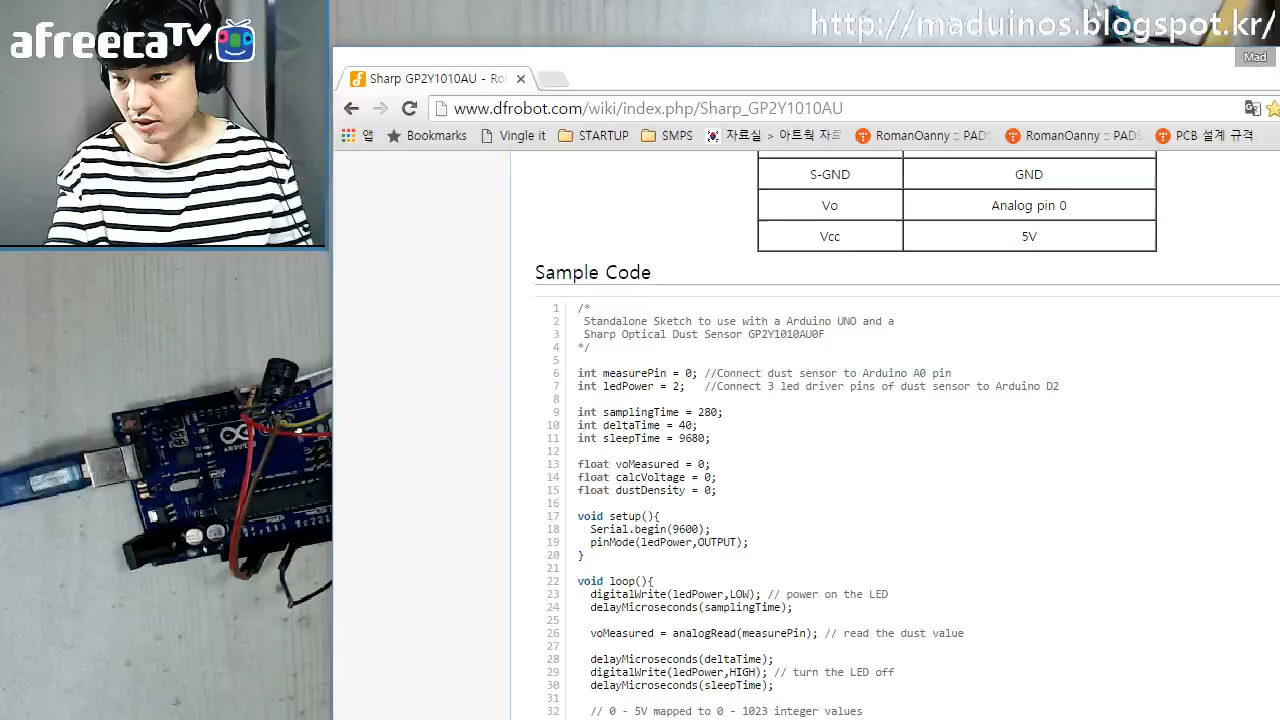 afreecaTV
http://maduinos.blogspot.kr/
Mad
Sharp GP2Y1010AU - Ro
www.dfrobot.com/wiki/index.php/Sharp_GP2Y1010AU
앱 Bookmarks Vingle it STARTUP SMPS 자료실 > 아트웍 자료 RomanOanny :: PADS RomanOanny :: PADS PCB 설계 규격
S-GND GND
Vo Analog pin 0
Vcc 5V
Sample Code
1 /*
2 Standalone Sketch to use with a Arduino UNO and a
3 Sharp Optical Dust Sensor GP2Y1010AU0F
4 */
5
6 int measurePin = 0; //Connect dust sensor to Arduino A0 pin
7 int ledPower = 2; //Connect 3 led driver pins of dust sensor to Arduino D2
8
9 int samplingTime = 280;
10 int deltaTime = 40;
11 int sleepTime = 9680;
12
13 float voMeasured = 0;
14 float calcVoltage = 0;
15 float dustDensity = 0;
16
17 void setup(){
18 Serial.begin(9600);
19 pinMode(ledPower,OUTPUT);
20 }
21
22 void loop(){
23 digitalWrite(ledPower,LOW); // power on the LED
24 delayMicroseconds(samplingTime);
25
26 voMeasured = analogRead(measurePin); // read the dust value
27
28 delayMicroseconds(deltaTime);
29 digitalWrite(ledPower,HIGH); // turn the LED off
30 delayMicroseconds(sleepTime);
31
32 // 0 - 5V mapped to 0 - 1023 integer values